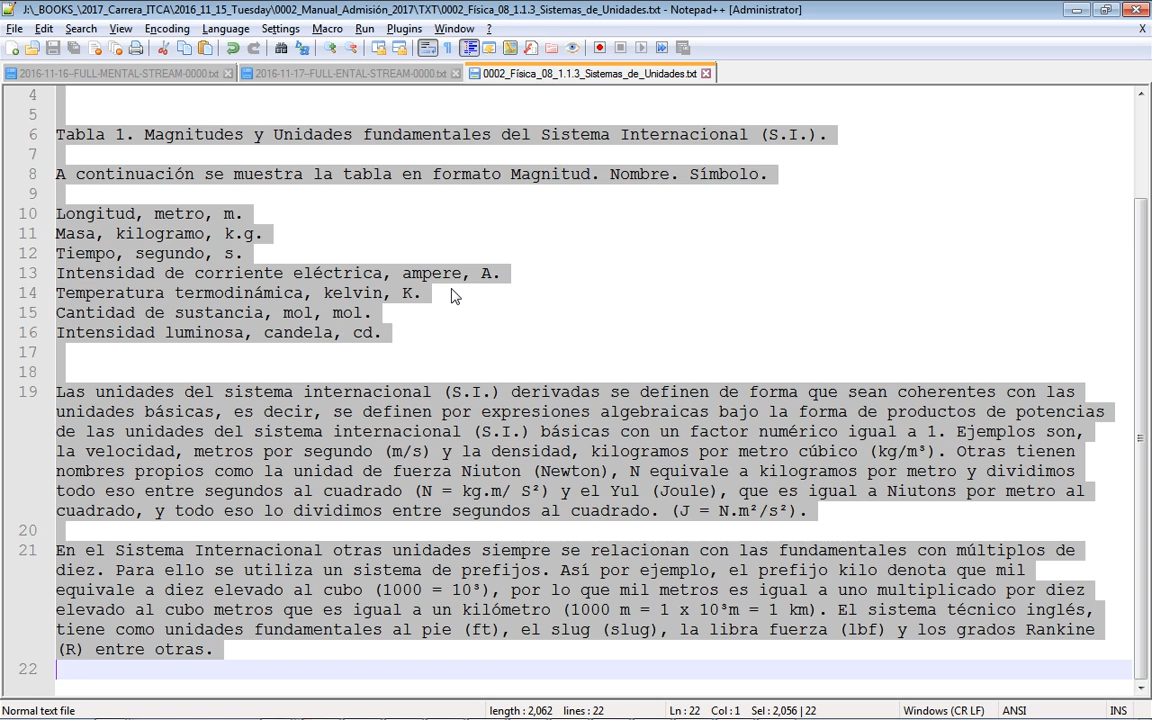 J:\_BOOKS_\2017_Carrera_ITCA\2016_11_15_Tuesday\0002_Manual_Admisión_2017\TXT\0002_Física_08_1.1.3_Sistemas_de_Unidades.txt - Notepad++ [Administrator]
File Edit Search View Encoding Language Settings Macro Run Plugins Window ? X
2016-11-16--FULL-MENTAL-STREAM-0000.txt 2016-11-17--FULL-ENTAL-STREAM-0000.txt 0002_Física_08_1.1.3_Sistemas_de_Unidades.txt
4
5
6 Tabla 1. Magnitudes y Unidades fundamentales del Sistema Internacional (S.I.).
7
8 A continuación se muestra la tabla en formato Magnitud. Nombre. Símbolo.
9
10 Longitud, metro, m.
11 Masa, kilogramo, k.g.
12 Tiempo, segundo, s.
13 Intensidad de corriente eléctrica, ampere, A.
14 Temperatura termodinámica, kelvin, K.
15 Cantidad de sustancia, mol, mol.
16 Intensidad luminosa, candela, cd.
17
18
19 Las unidades del sistema internacional (S.I.) derivadas se definen de forma que sean coherentes con las
unidades básicas, es decir, se definen por expresiones algebraicas bajo la forma de productos de potencias
de las unidades del sistema internacional (S.I.) básicas con un factor numérico igual a 1. Ejemplos son,
la velocidad, metros por segundo (m/s) y la densidad, kilogramos por metro cúbico (kg/m³). Otras tienen
nombres propios como la unidad de fuerza Niuton (Newton), N equivale a kilogramos por metro y dividimos
todo eso entre segundos al cuadrado (N = kg.m/ S²) y el Yul (Joule), que es igual a Niutons por metro al
cuadrado, y todo eso lo dividimos entre segundos al cuadrado. (J = N.m²/s²).
20
21 En el Sistema Internacional otras unidades siempre se relacionan con las fundamentales con múltiplos de
diez. Para ello se utiliza un sistema de prefijos. Así por ejemplo, el prefijo kilo denota que mil
equivale a diez elevado al cubo (1000 = 10³), por lo que mil metros es igual a uno multiplicado por diez
elevado al cubo metros que es igual a un kilómetro (1000 m = 1 x 10³m = 1 km). El sistema técnico inglés,
tiene como unidades fundamentales al pie (ft), el slug (slug), la libra fuerza (lbf) y los grados Rankine
(R) entre otras.
22
Normal text file length : 2,062 lines : 22 Ln : 22 Col : 1 Sel : 2,056 | 22 Windows (CR LF) ANSI INS